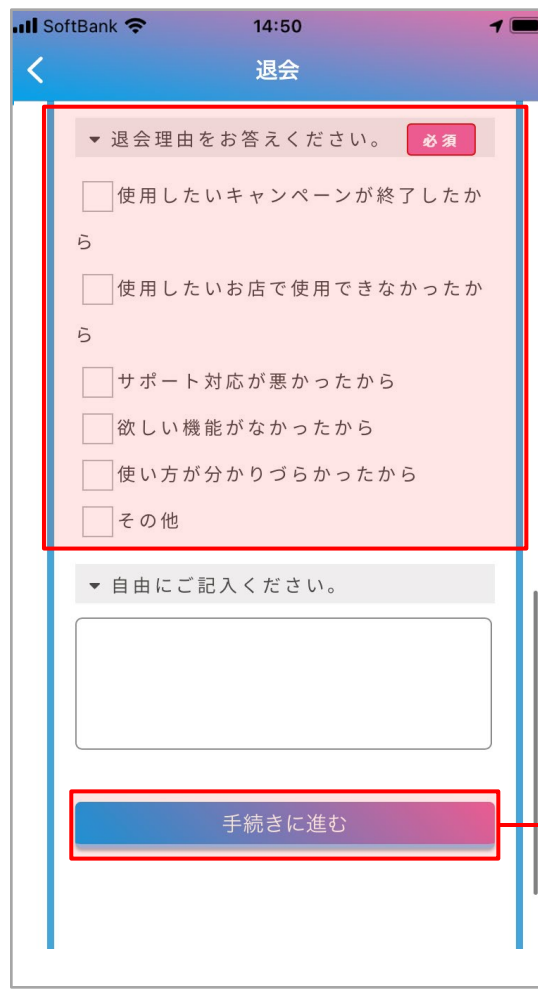 SoftBank 14:50
退会
退会理由をお答えください。 必須
使用したいキャンペーンが終了したか
ら
使用したいお店で使用できなかったか
ら
サポート対応が悪かったから
欲しい機能がなかったから
使い方が分かりづらかったから
その他
自由にご記入ください。
手続きに進む